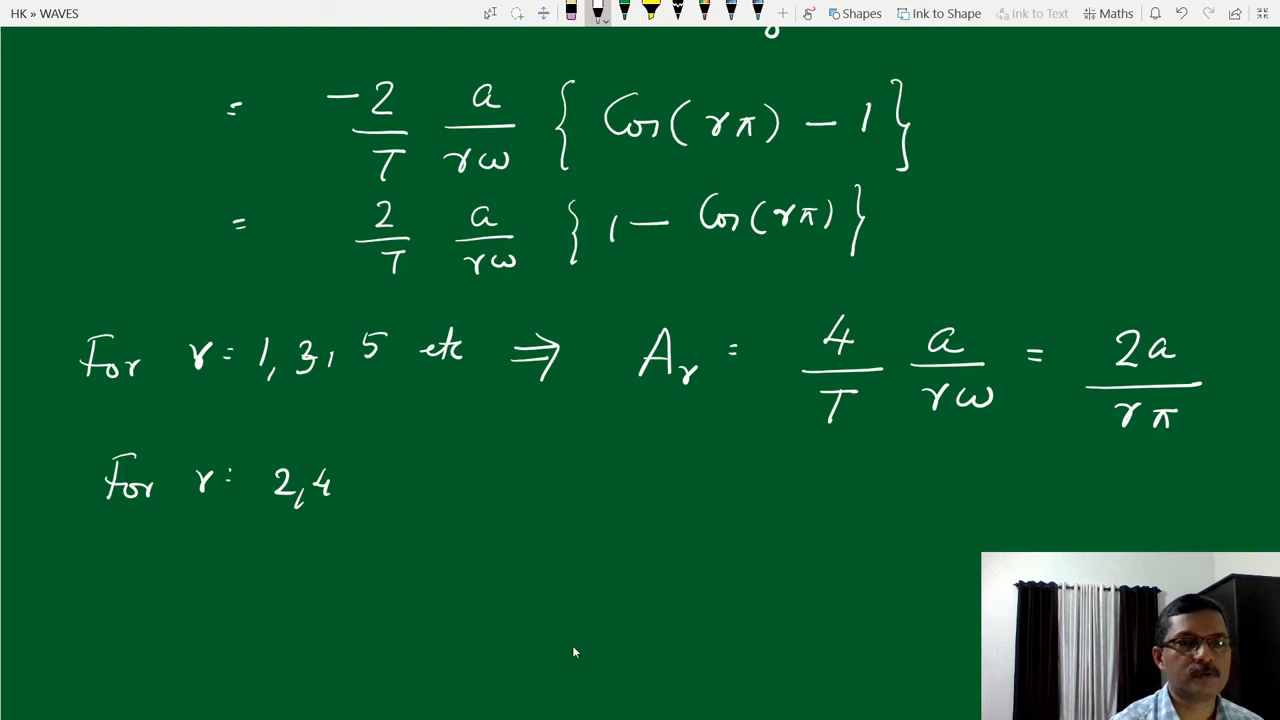 HK » WAVES Shapes Ink to Shape Ink to Text Maths
= -2/T a/rω { Cos(rπ) - 1 }
= 2/T a/rω { 1 - Cos(rπ) }
For r = 1, 3, 5 etc ⇒ A_r = 4/T a/rω = 2a/rπ
For r = 2, 4